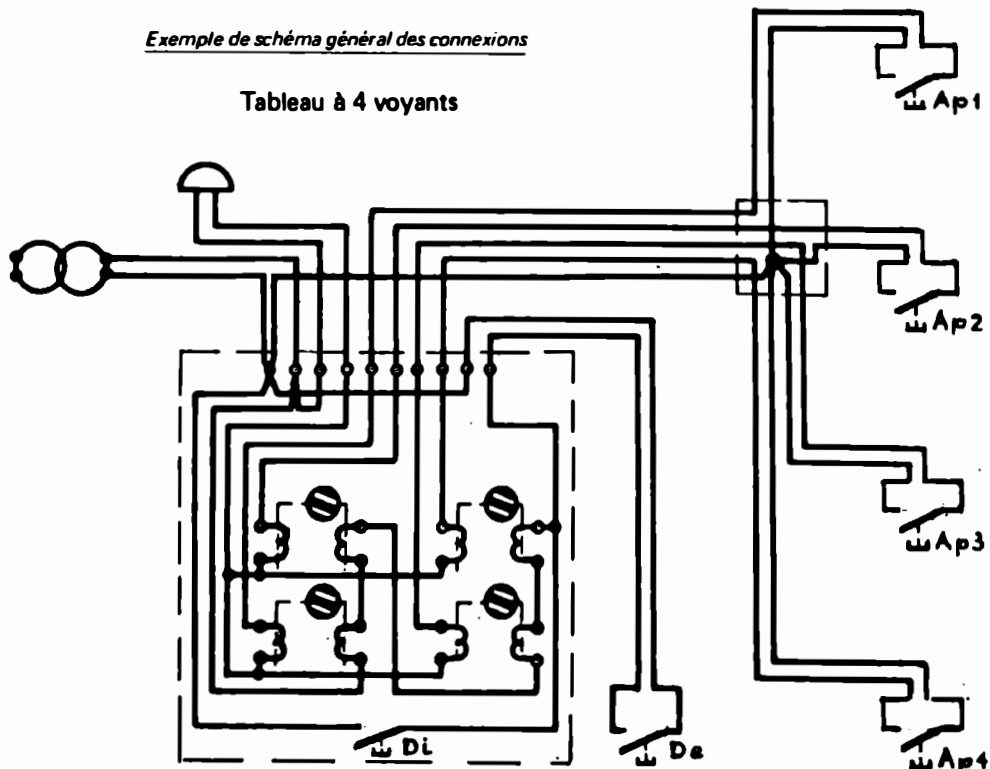 Exemple de schéma général des connexions
Tableau à 4 voyants
Ap1
Ap2
Ap3
Di
De
Ap4